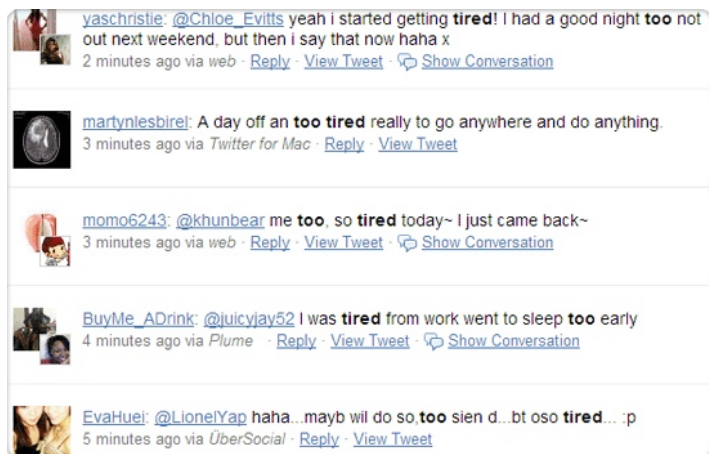 yaschristie: @Chloe_Evitts yeah i started getting tired! I had a good night too not
out next weekend, but then i say that now haha x
2 minutes ago via web · Reply · View Tweet · Show Conversation
martynlesbirel: A day off an too tired really to go anywhere and do anything.
3 minutes ago via Twitter for Mac · Reply · View Tweet
momo6243: @khunbear me too, so tired today~ I just came back~
3 minutes ago via web · Reply · View Tweet · Show Conversation
BuyMe_ADrink: @juicyjay52 I was tired from work went to sleep too early
4 minutes ago via Plume · Reply · View Tweet · Show Conversation
EvaHuei: @LionelYap haha...mayb wil do so,too sien d...bt oso tired... :p
5 minutes ago via ÜberSocial · Reply · View Tweet